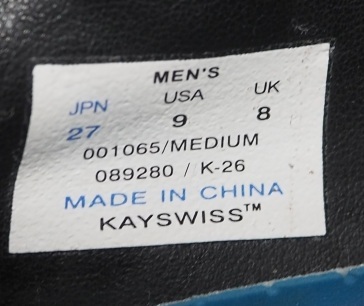 MEN'S
JPN USA UK
27 9 8
001065/MEDIUM
089280 / K-26
MADE IN CHINA
KAYSWISS™